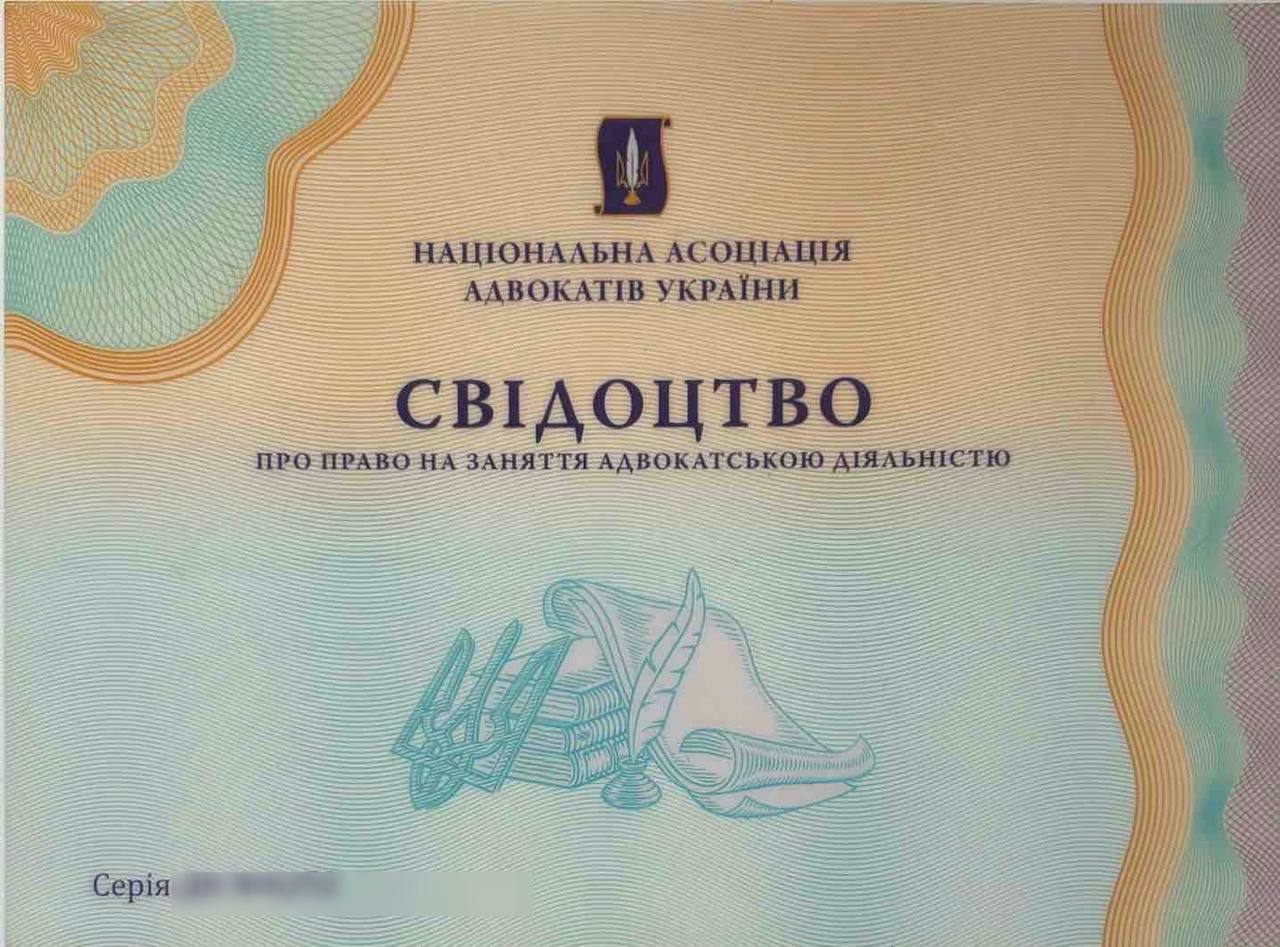 НАЦІОНАЛЬНА АСОЦІАЦІЯ
АДВОКАТІВ УКРАЇНИ
СВІДОЦТВО
ПРО ПРАВО НА ЗАНЯТТЯ АДВОКАТСЬКОЮ ДІЯЛЬНІСТЮ
Серія